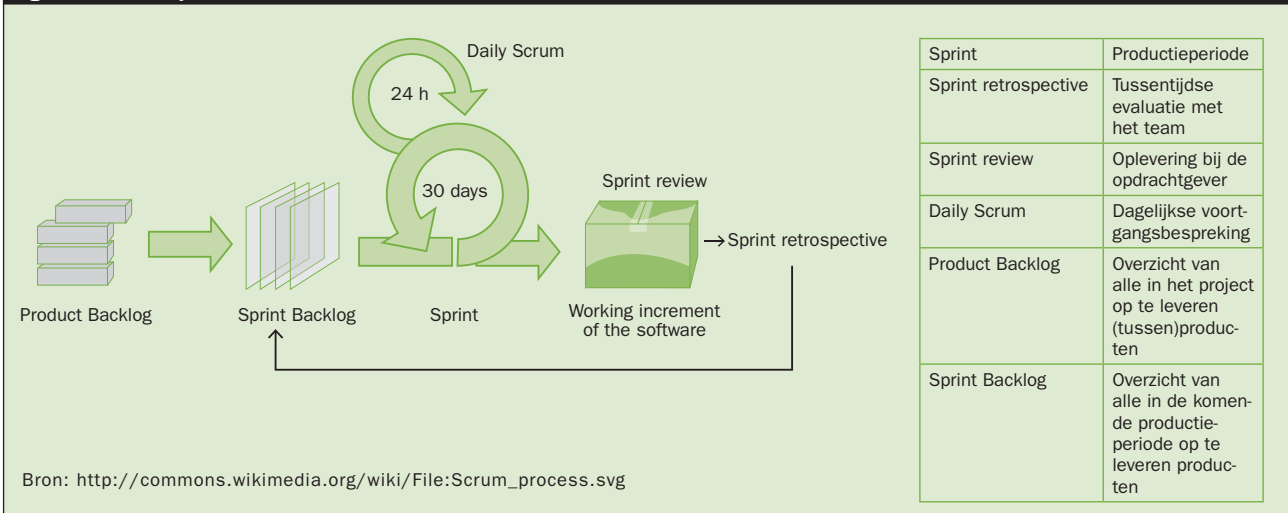 Daily Scrum
24 h
30 days
Sprint review
Sprint retrospective
Product Backlog
Sprint Backlog
Sprint
Working increment
of the software
Bron: http://commons.wikimedia.org/wiki/File:Scrum_process.svg
Sprint
Productieperiode
Sprint retrospective
Tussentijdse
evaluatie met
het team
Sprint review
Oplevering bij de
opdrachtgever
Daily Scrum
Dagelijkse voort-
gangsbespreking
Product Backlog
Overzicht van
alle in het project
op te leveren
(tussen)produc-
ten
Sprint Backlog
Overzicht van
alle in de komen-
de productie-
periode op te
leveren produc-
ten